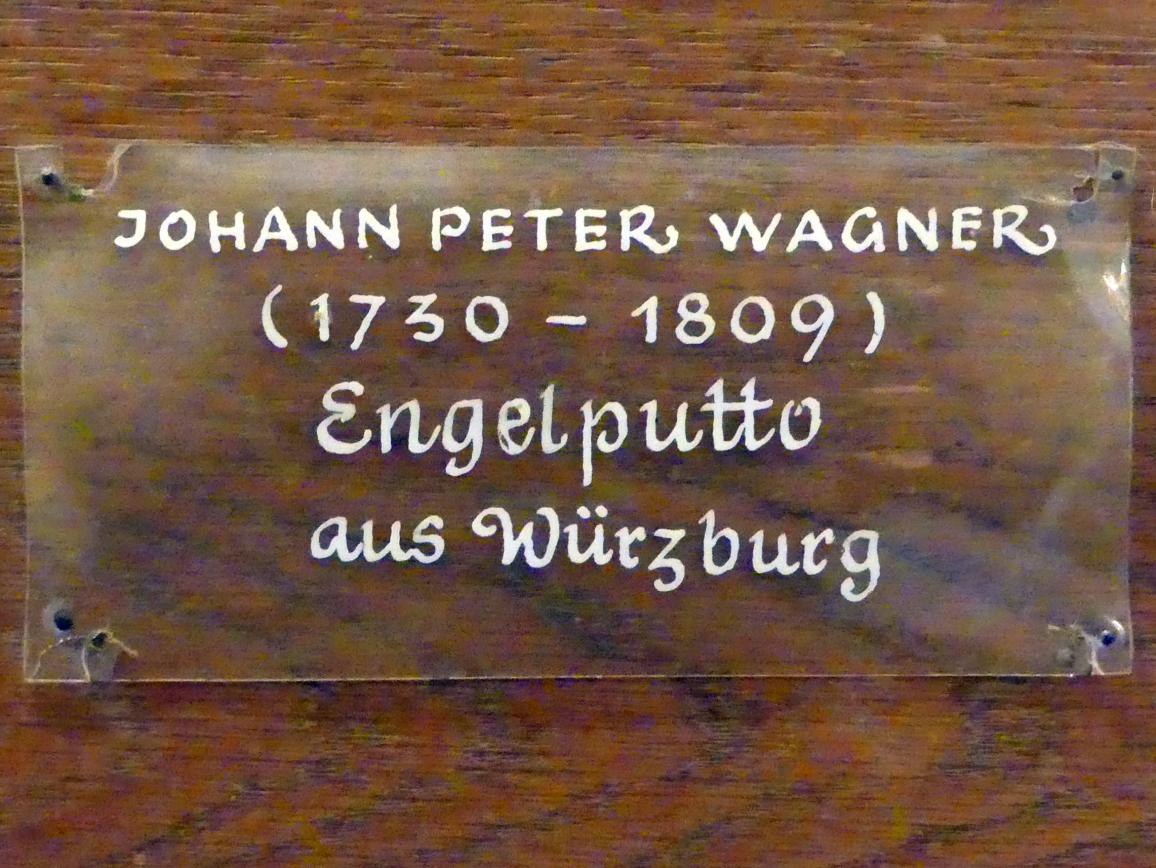 JOHANN PETER WAGNER
(1730 – 1809)
Engelputto
aus Würzburg